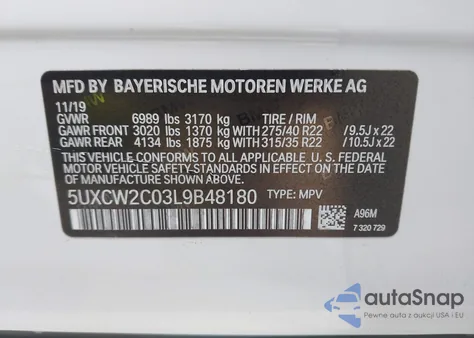 MFD BY BAYERISCHE MOTOREN WERKE AG
11/19
GVWR 6989 lbs 3170 kg TIRE / RIM
GAWR FRONT 3020 lbs 1370 kg WITH 275/40 R22 / 9.5J x 22
GAWR REAR 4134 lbs 1875 kg WITH 315/35 R22 / 10.5J x 22
THIS VEHICLE CONFORMS TO ALL APPLICABLE U. S. FEDERAL
MOTOR VEHICLE SAFETY STANDARDS IN EFFECT ON
THE DATE OF MANUFACTURE SHOWN ABOVE.
5UXCW2C03L9B48180 TYPE: MPV
A96M
7 320 729
autoSnap
Pewne auta z USA i EU